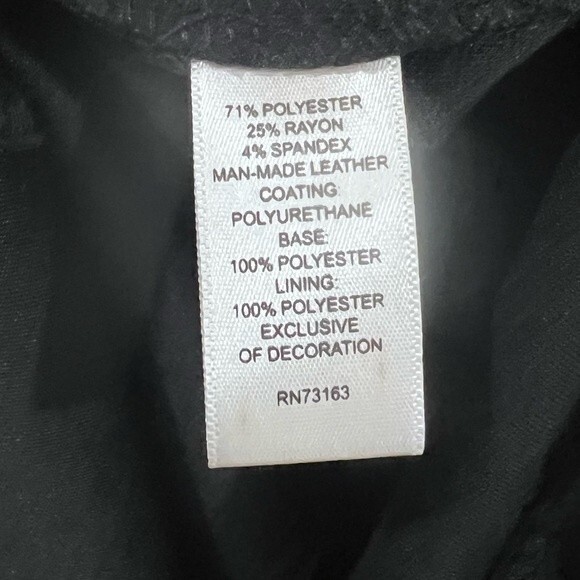 71% POLYESTER
25% RAYON
4% SPANDEX
MAN-MADE LEATHER
COATING:
POLYURETHANE
BASE:
100% POLYESTER
LINING:
100% POLYESTER
EXCLUSIVE
OF DECORATION
RN73163